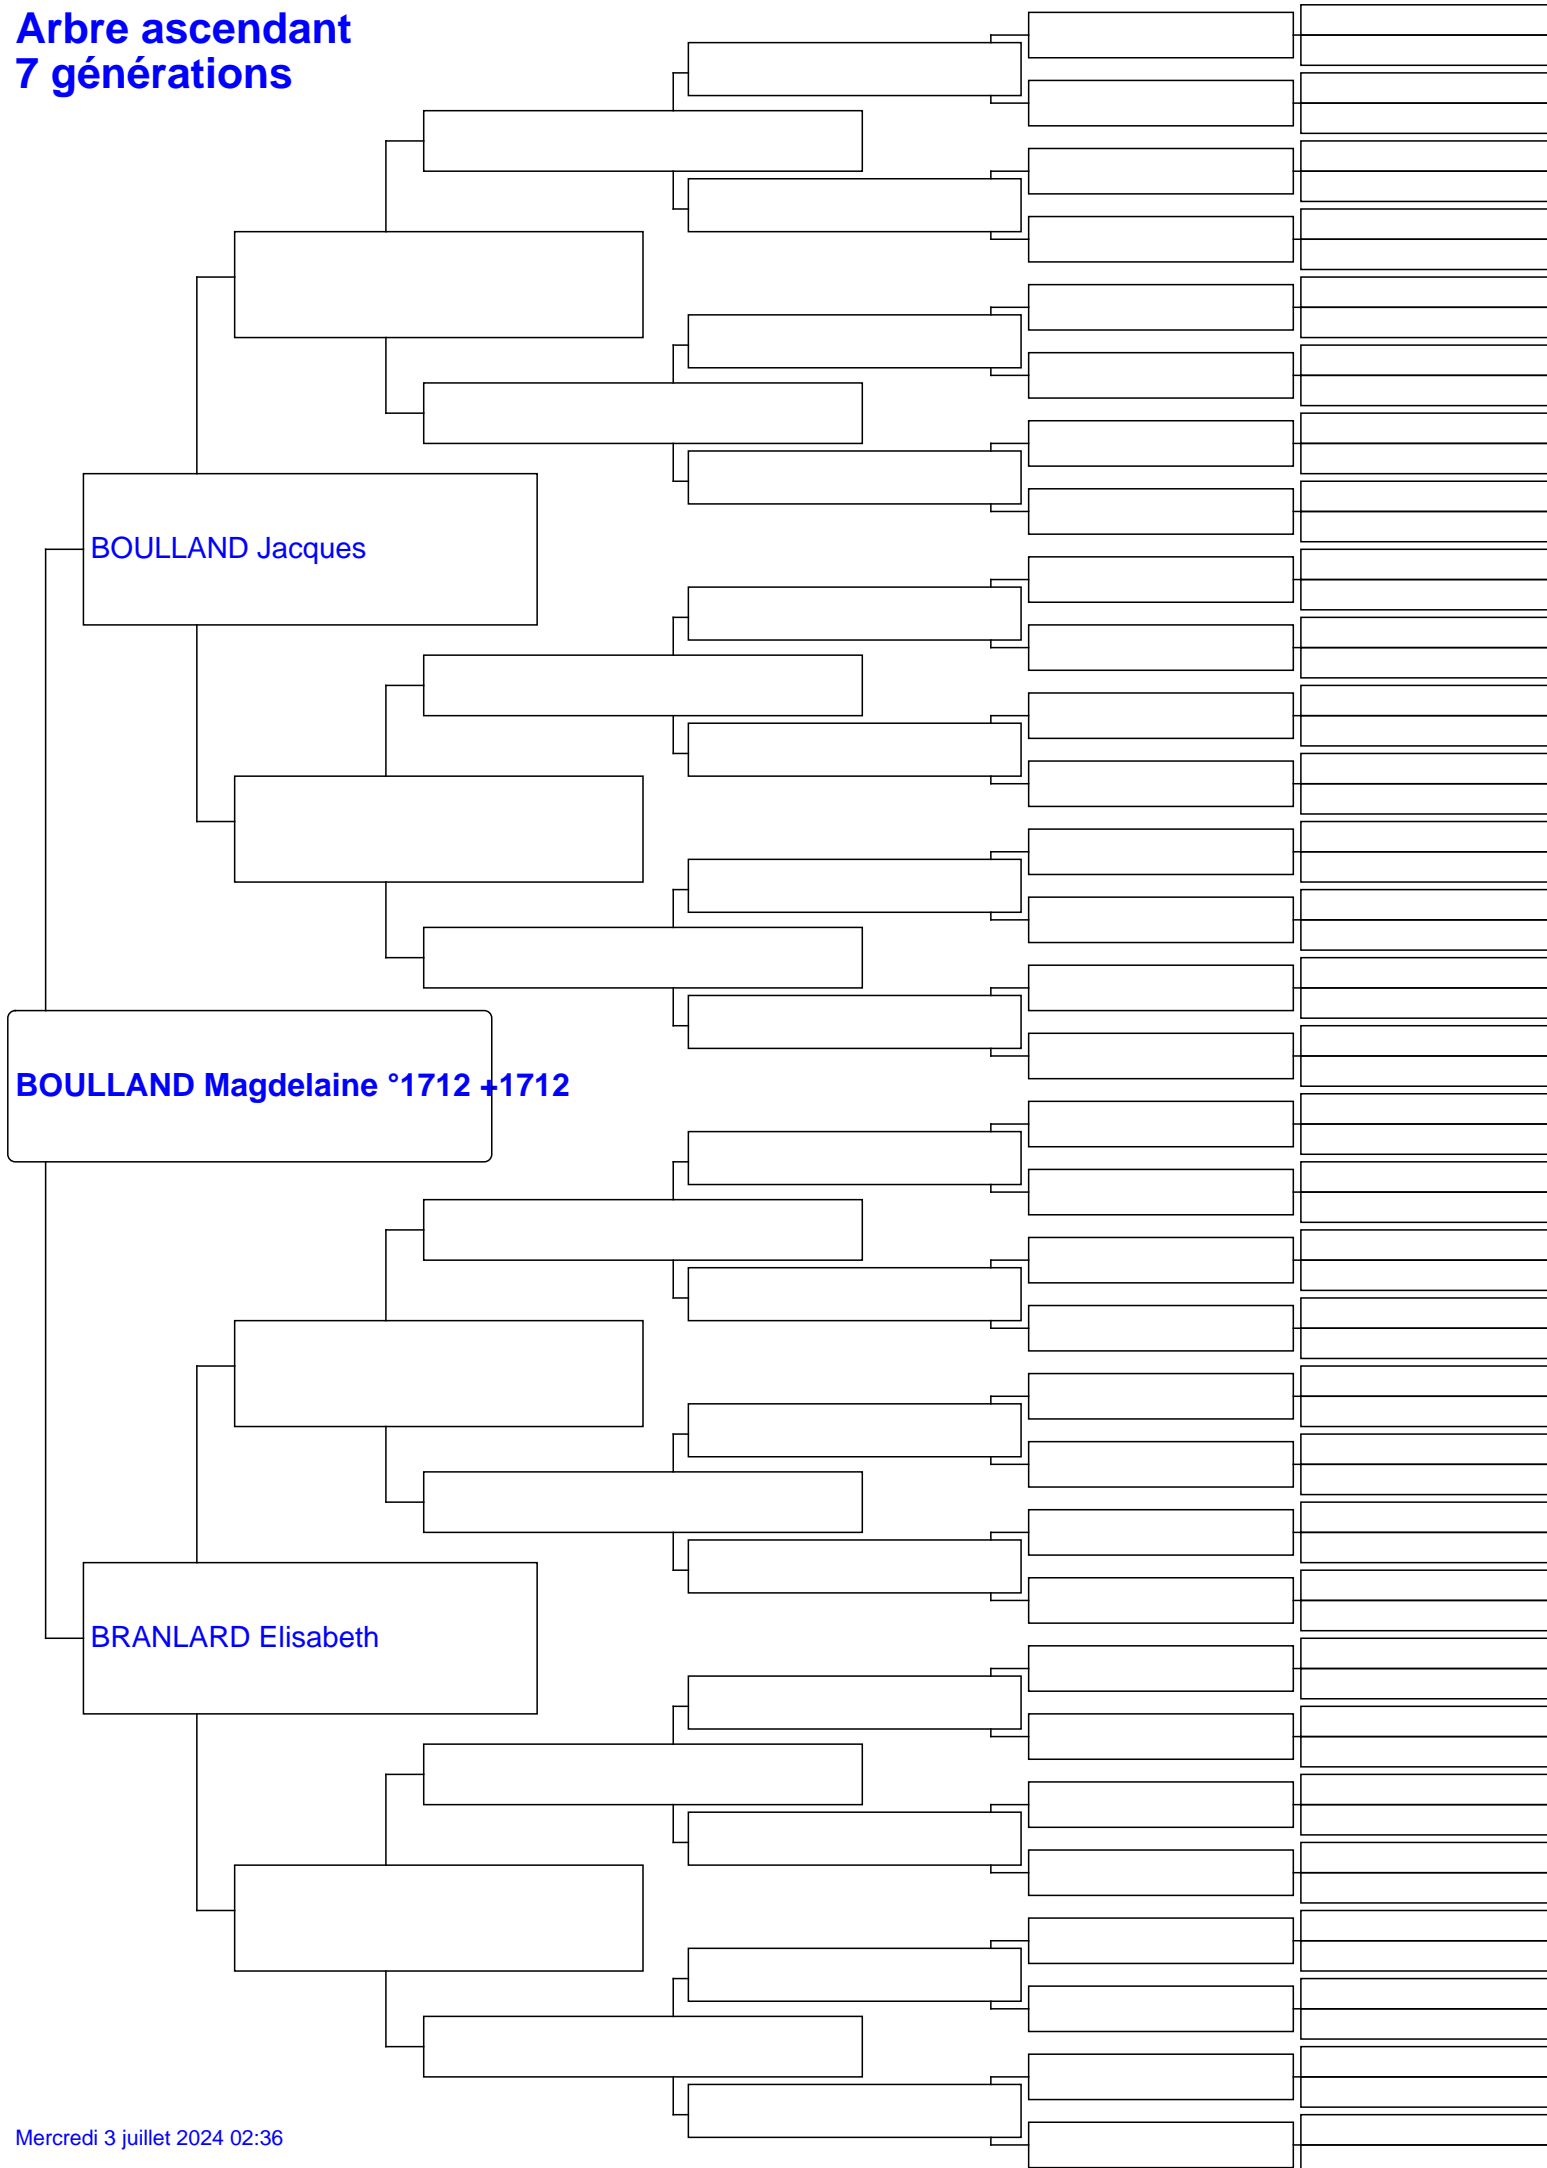 Arbre ascendant
7 générations
BOULLAND Jacques
BOULLAND Magdelaine °1712 +1712
BRANLARD Elisabeth
Mercredi 3 juillet 2024 02:36